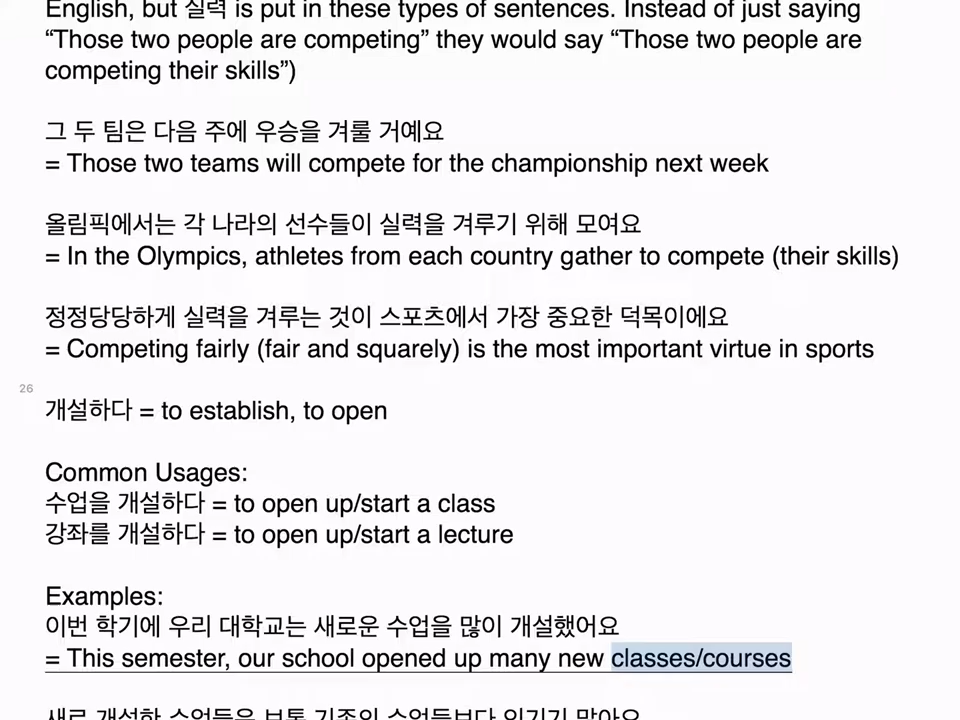 English, but 실력 is put in these types of sentences. Instead of just saying
“Those two people are competing” they would say “Those two people are
competing their skills”)
그 두 팀은 다음 주에 우승을 겨룰 거예요
= Those two teams will compete for the championship next week
올림픽에서는 각 나라의 선수들이 실력을 겨루기 위해 모여요
= In the Olympics, athletes from each country gather to compete (their skills)
정정당당하게 실력을 겨루는 것이 스포츠에서 가장 중요한 덕목이에요
= Competing fairly (fair and squarely) is the most important virtue in sports
26
개설하다 = to establish, to open
Common Usages:
수업을 개설하다 = to open up/start a class
강좌를 개설하다 = to open up/start a lecture
Examples:
이번 학기에 우리 대학교는 새로운 수업을 많이 개설했어요
= This semester, our school opened up many new classes/courses
새로 개설한 수업들은 보통 기존의 수업들보다 인기가 많아요